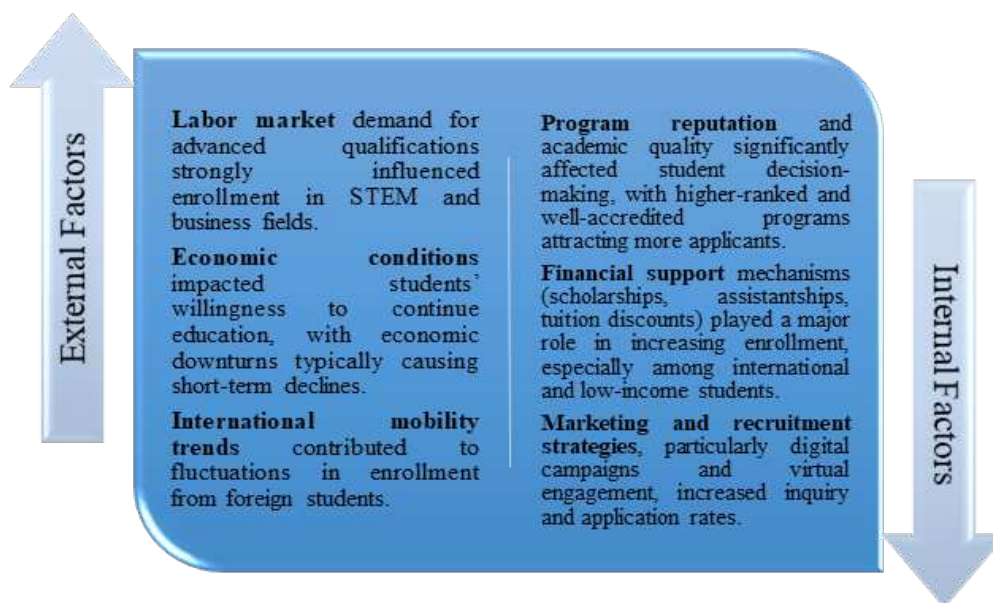 External Factors
Labor market demand for
advanced qualifications
strongly influenced
enrollment in STEM and
business fields.
Economic conditions
impacted students’
willingness to continue
education, with economic
downturns typically causing
short-term declines.
International mobility
trends contributed to
fluctuations in enrollment
from foreign students.
Program reputation and
academic quality significantly
affected student decision-
making, with higher-ranked and
well-accredited programs
attracting more applicants.
Financial support mechanisms
(scholarships, assistantships,
tuition discounts) played a major
role in increasing enrollment,
especially among international
and low-income students.
Marketing and recruitment
strategies, particularly digital
campaigns and virtual
engagement, increased inquiry
and application rates.
Internal Factors